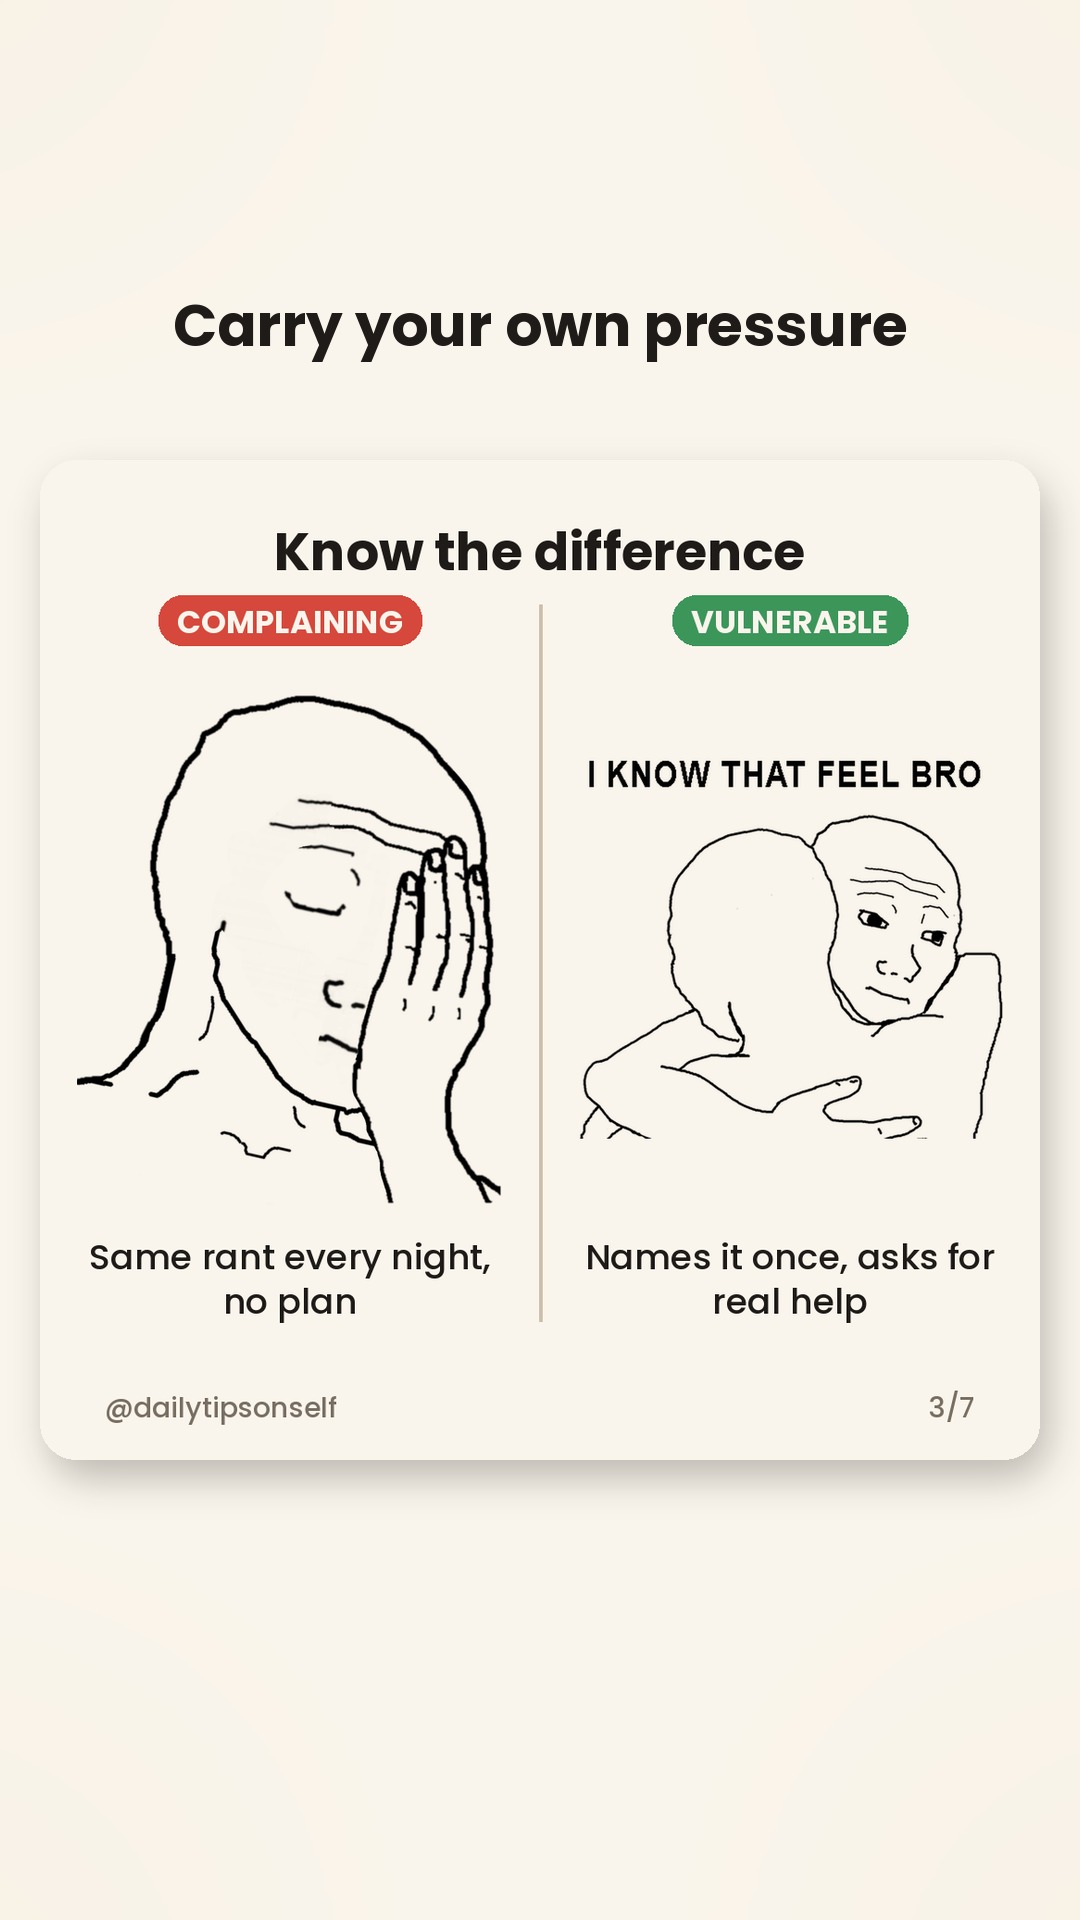 Carry your own pressure
Know the difference
COMPLAINING
VULNERABLE
I KNOW THAT FEEL BRO
Same rant every night,
no plan
Names it once, asks for
real help
@dailytipsonself
3/7